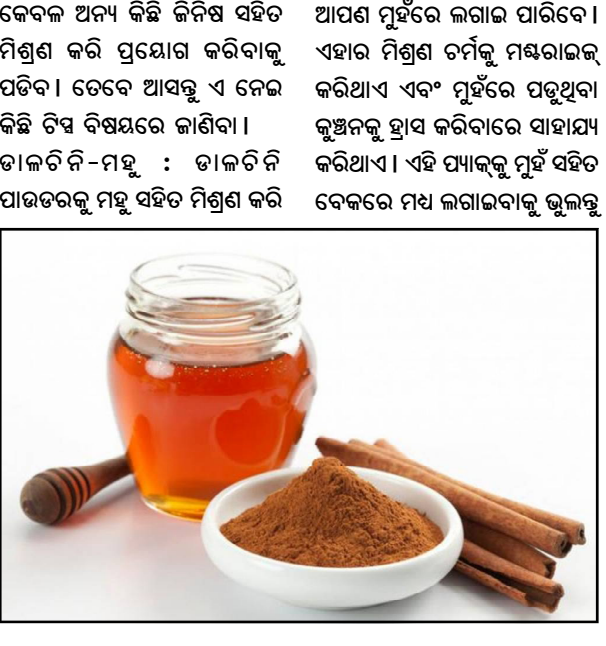 କେବଳ ଅନ୍ୟ କିଛି ଜିନିଷ ସହିତ
ମିଶ୍ରଣ କରି ପ୍ରୟୋଗ କରିବାକୁ
ପଡିବ। ତେବେ ଆସନ୍ତୁ ଏ ନେଇ
କିଛି ଟିପ୍ସ ବିଷୟରେ ଜାଣିବା।
ଡାଳଚିନି-ମହୁ : ଡାଳଚିନି
ପାଉଡରକୁ ମହୁ ସହିତ ମିଶ୍ରଣ କରି
ଆପଣ ମୁହଁରେ ଲଗାଇ ପାରିବେ।
ଏହାର ମିଶ୍ରଣ ଚର୍ମକୁ ମଶ୍ଚରାଇଜ୍
କରିଥାଏ ଏବଂ ମୁହଁରେ ପଡୁଥିବା
କୁଞ୍ଚନକୁ ହ୍ରାସ କରିବାରେ ସାହାଯ୍ୟ
କରିଥାଏ। ଏହି ପ୍ୟାକ୍‌କୁ ମୁହଁ ସହିତ
ବେକରେ ମଧ୍ୟ ଲଗାଇବାକୁ ଭୁଲନ୍ତୁ